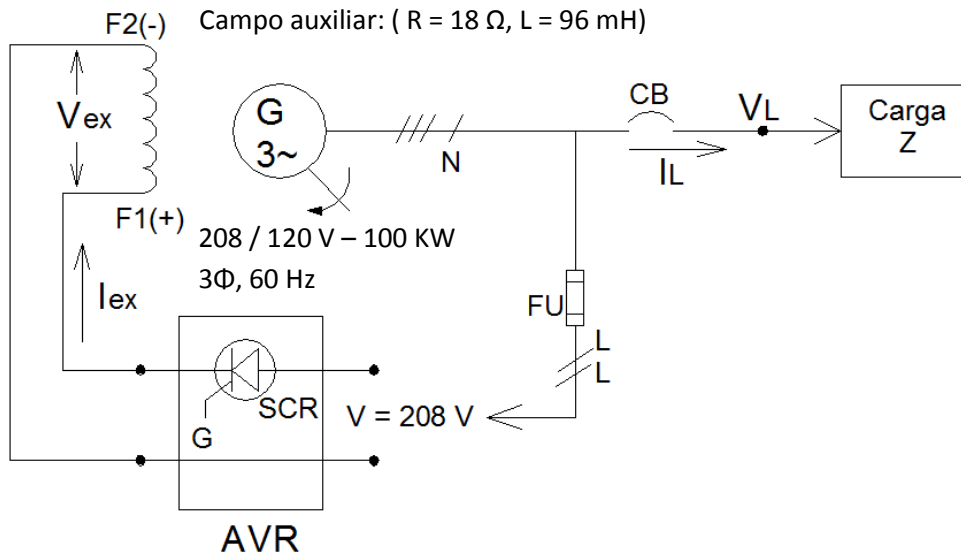 F2(-)
Campo auxiliar: ( R = 18 Ω, L = 96 mH)
Vex
G
3~
N
CB
VL
IL
Carga
Z
F1(+)
208 / 120 V – 100 KW
3Φ, 60 Hz
Iex
FU
L
L
SCR
G
V = 208 V
AVR